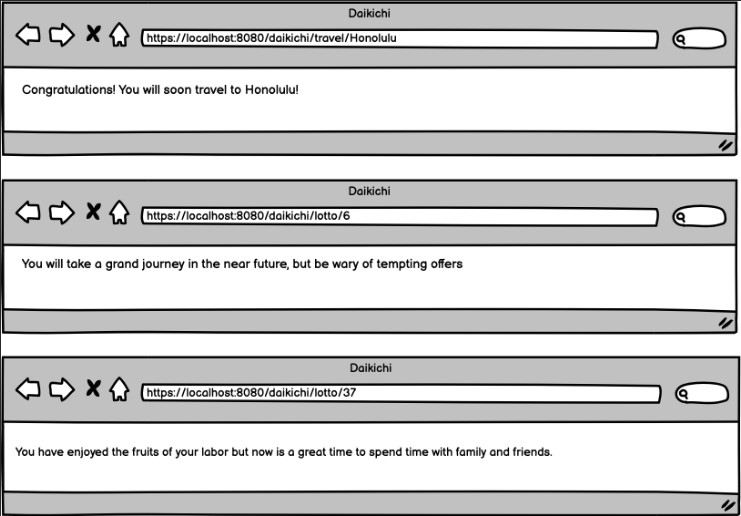 Daikichi
https://localhost:8080/daikichi/travel/Honolulu
Congratulations! You will soon travel to Honolulu!
Daikichi
https://localhost:8080/daikichi/lotto/6
You will take a grand journey in the near future, but be wary of tempting offers
Daikichi
https://localhost:8080/daikichi/lotto/37
You have enjoyed the fruits of your labor but now is a great time to spend time with family and friends.